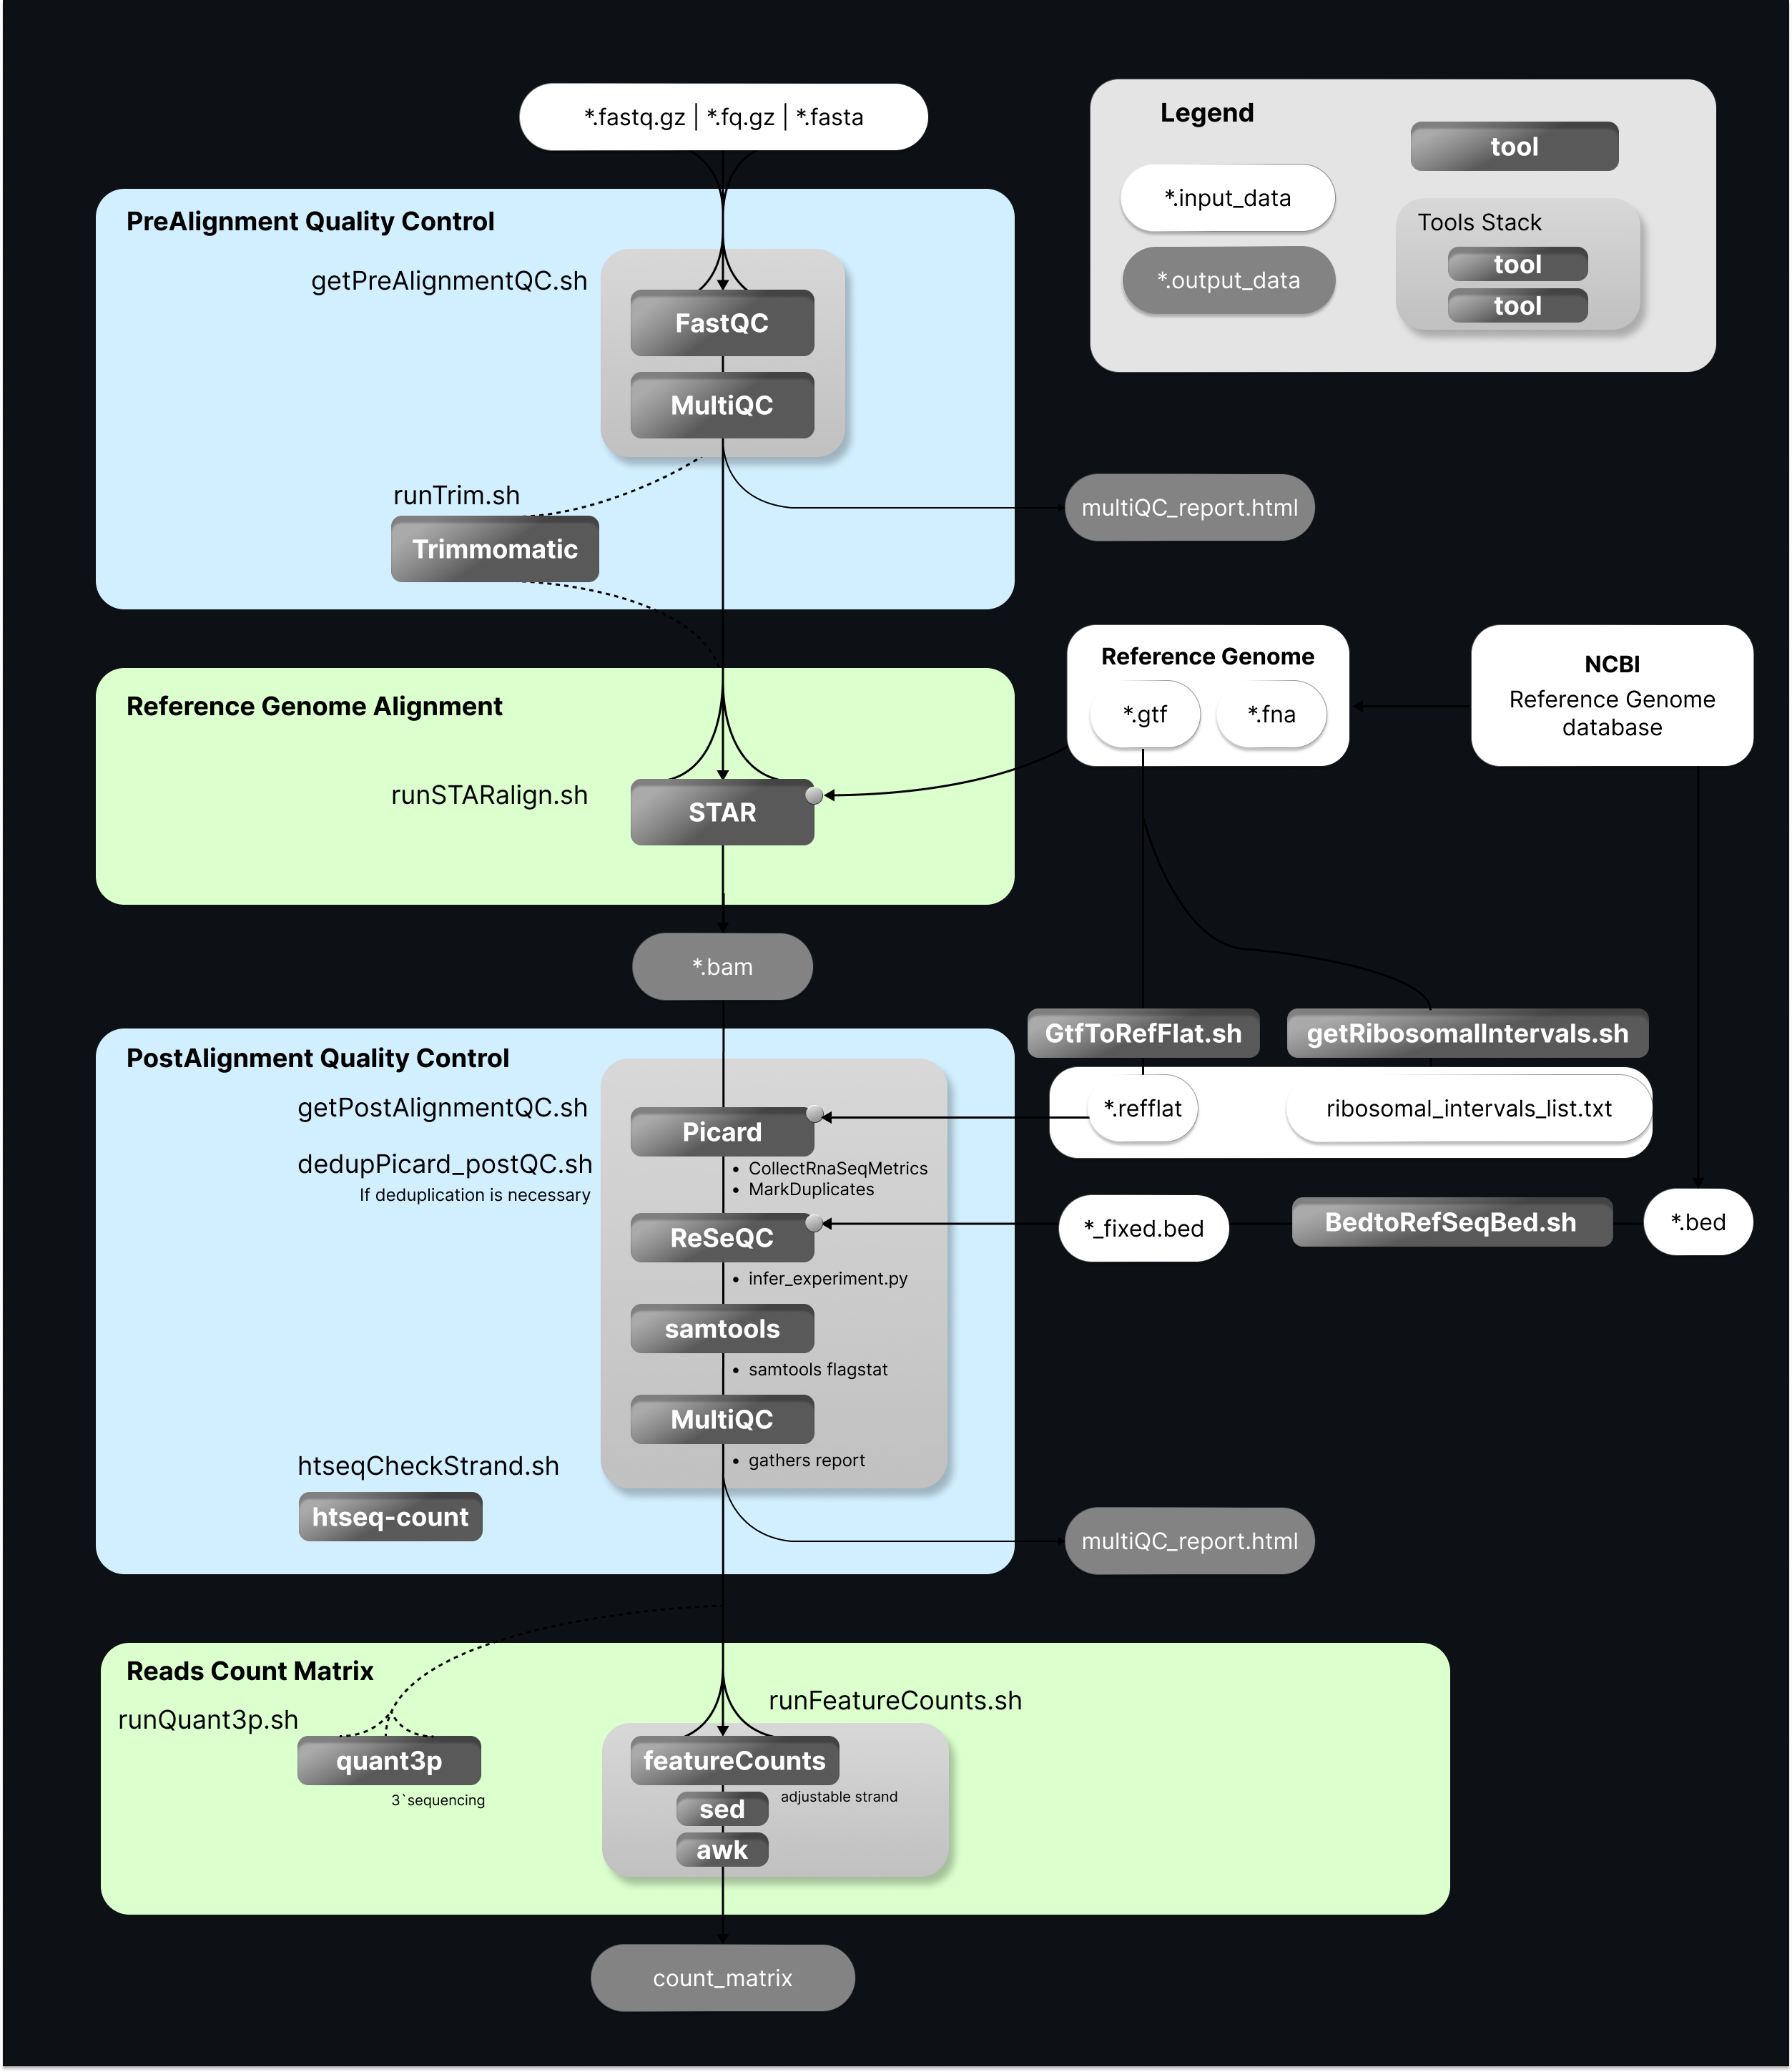 *.fastq.gz | *.fq.gz | *.fasta
Legend
tool
*.input_data
Tools Stack
*.output_data
tool
tool
PreAlignment Quality Control
getPreAlignmentQC.sh
FastQC
MultiQC
runTrim.sh
multiQC_report.html
Trimmomatic
Reference Genome
*.gtf
*.fna
NCBI
Reference Genome
database
Reference Genome Alignment
runSTARalign.sh
STAR
*.bam
GtfToRefFlat.sh
getRibosomalIntervals.sh
*.refflat
ribosomal_intervals_list.txt
PostAlignment Quality Control
getPostAlignmentQC.sh
Picard
dedupPicard_postQC.sh
If deduplication is necessary
• CollectRnaSeqMetrics
• MarkDuplicates
ReSeQC
*_fixed.bed
BedtoRefSeqBed.sh
*.bed
• infer_experiment.py
samtools
• samtools flagstat
MultiQC
• gathers report
htseqCheckStrand.sh
htseq-count
multiQC_report.html
Reads Count Matrix
runQuant3p.sh
runFeatureCounts.sh
quant3p
3`sequencing
featureCounts
adjustable strand
sed
awk
count_matrix